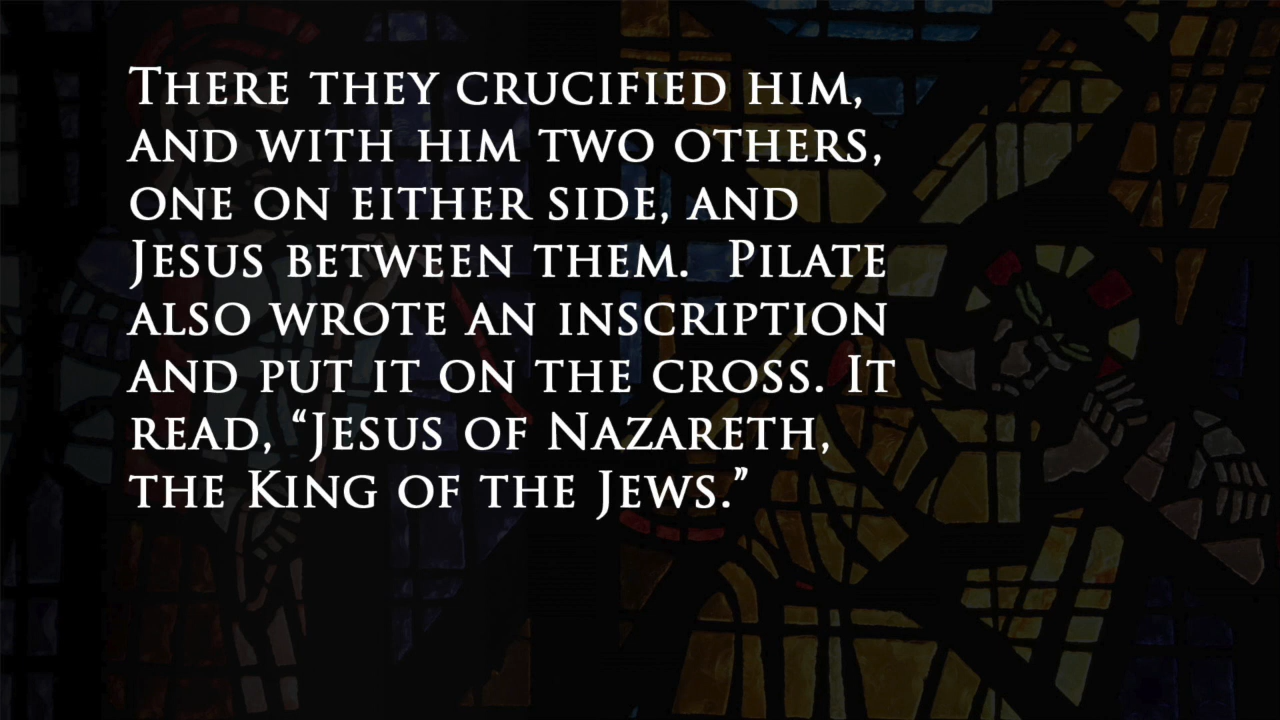 There they crucified him,
and with him two others,
one on either side, and
Jesus between them.  Pilate
also wrote an inscription
and put it on the cross. It
read, “Jesus of Nazareth,
the King of the Jews.”